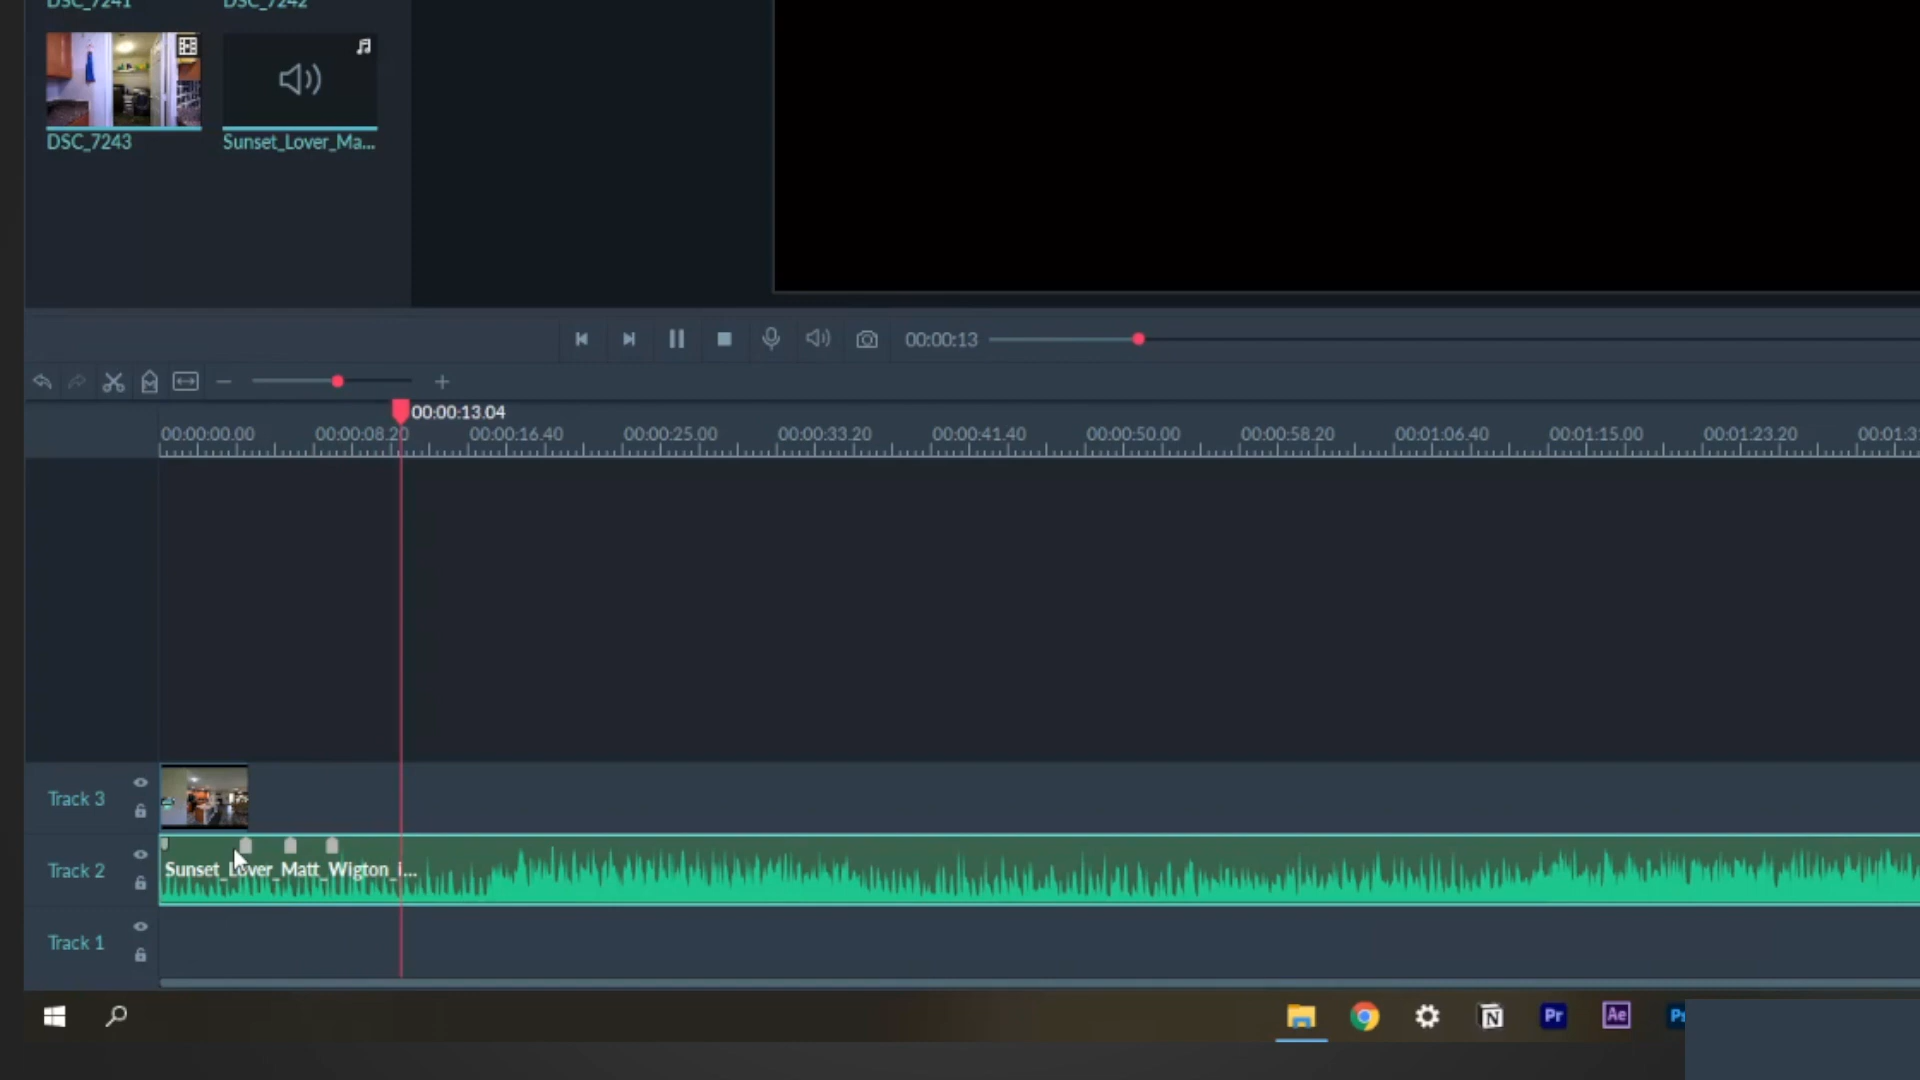 DSC_7241
DSC_7242
DSC_7243
Sunset_Lover_Ma...
00:00:13
00:00:13.04
00:00:00.00
00:00:08.20
00:00:16.40
00:00:25.00
00:00:33.20
00:00:41.40
00:00:50.00
00:00:58.20
00:01:06.40
00:01:15.00
00:01:23.20
00:01:3
Track 3
Track 2
Sunset_Lover_Matt_Wigton_i...
Track 1
N
Pr
Ae
Ps